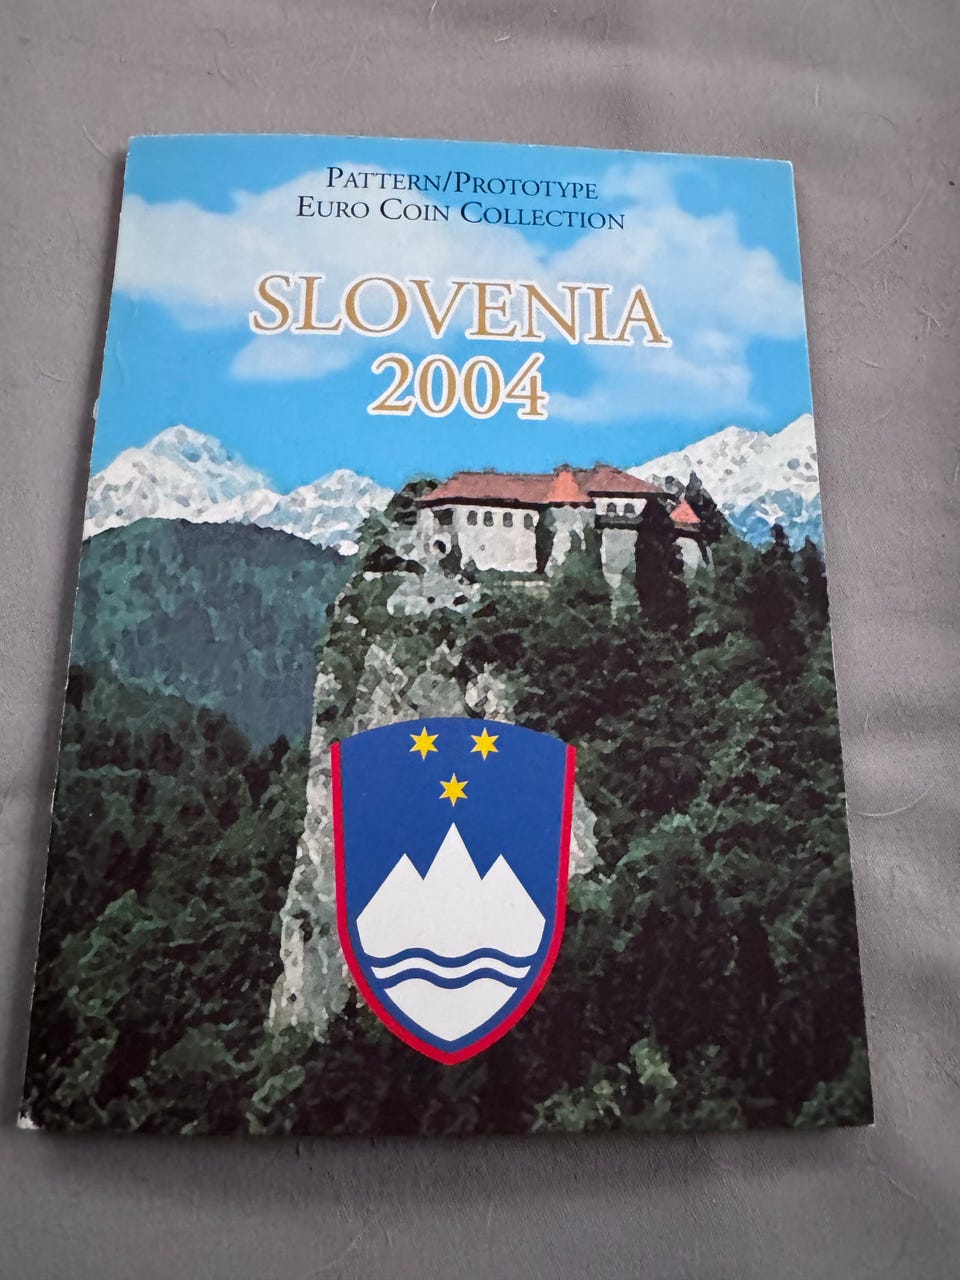 PATTERN/PROTOTYPE
EURO COIN COLLECTION
SLOVENIA
2004